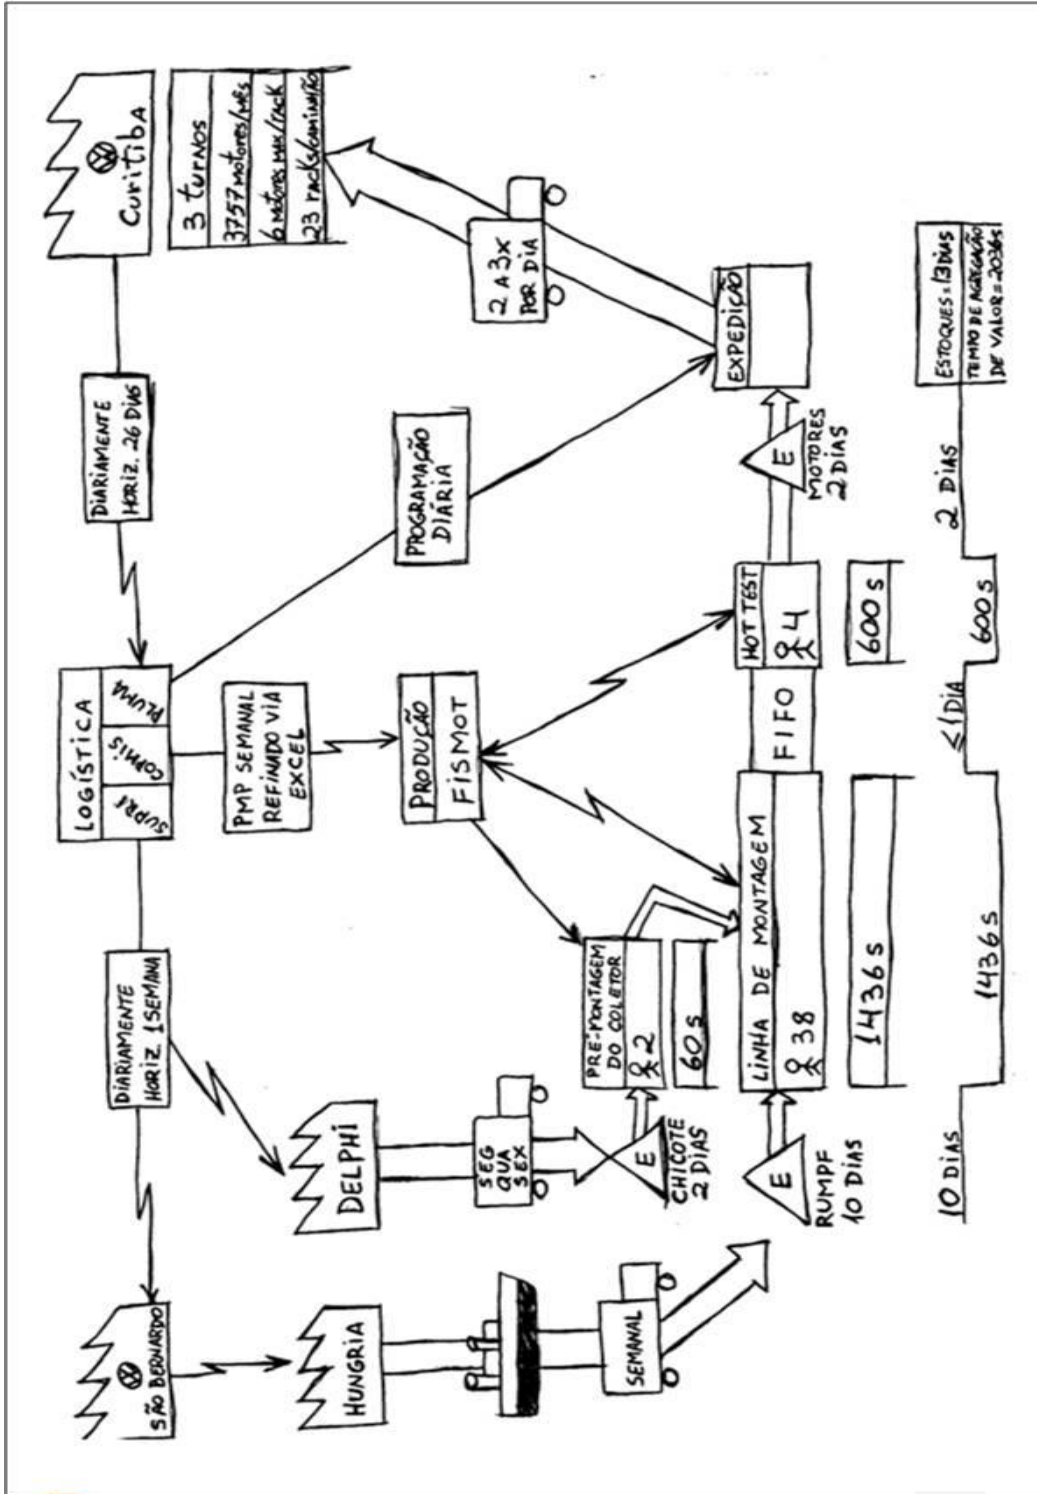 SÃO BERNARDO
DIARIAMENTE
HORIZ. 1 SEMANA
LOGÍSTICA
SUPRI
COPHIS
PLUMA
DIARIAMENTE
HORIZ. 26 DIAS
Curitiba
3 turnos
3757 motores/mês
6 motores max/rack
23 racks/caminhão
HUNGRIA
DELPHI
PMP SEMANAL
REFINADO VIA
EXCEL
PROGRAMAÇÃO
DIÁRIA
PRODUÇÃO
FISMOT
2 A 3X
POR DIA
SEG
QUA
SEX
SEMANAL
PRÉ-MONTAGEM
DO COLETOR
2
60 s
E
CHICOTE
2 DIAS
E
RUMPF
10 DIAS
LINHA DE MONTAGEM
38
1436 s
FIFO
HOT TEST
4
600 s
E
MOTORES
2 DIAS
EXPEDIÇÃO
10 DIAS
1436 s
≤ 1 DIA
600 s
2 DIAS
ESTOQUES = 13 DIAS
TEMPO DE AGREGAÇÃO
DE VALOR = 2036 s